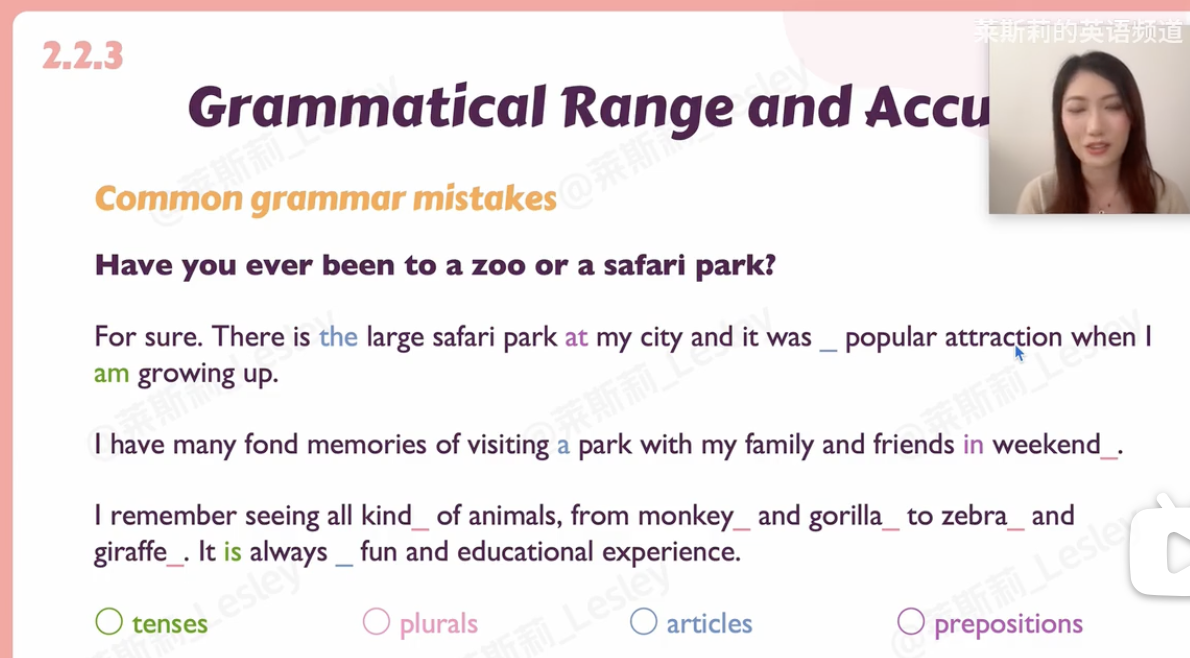 莱斯莉的英语频道
2.2.3
Grammatical Range and Accu
Common grammar mistakes
Have you ever been to a zoo or a safari park?
For sure. There is the large safari park at my city and it was _ popular attraction when I
am growing up.
I have many fond memories of visiting a park with my family and friends in weekend_.
I remember seeing all kind_ of animals, from monkey_ and gorilla_ to zebra_ and
giraffe_. It is always _ fun and educational experience.
tenses
plurals
articles
prepositions
@莱斯莉_Lesley